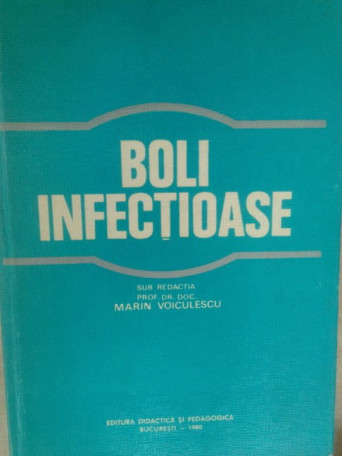 BOLI
INFECȚIOASE
SUB REDACȚIA
PROF. DR. DOC.
MARIN VOICULESCU
EDITURA DIDACTICĂ ȘI PEDAGOGICĂ
BUCUREȘTI – 1980